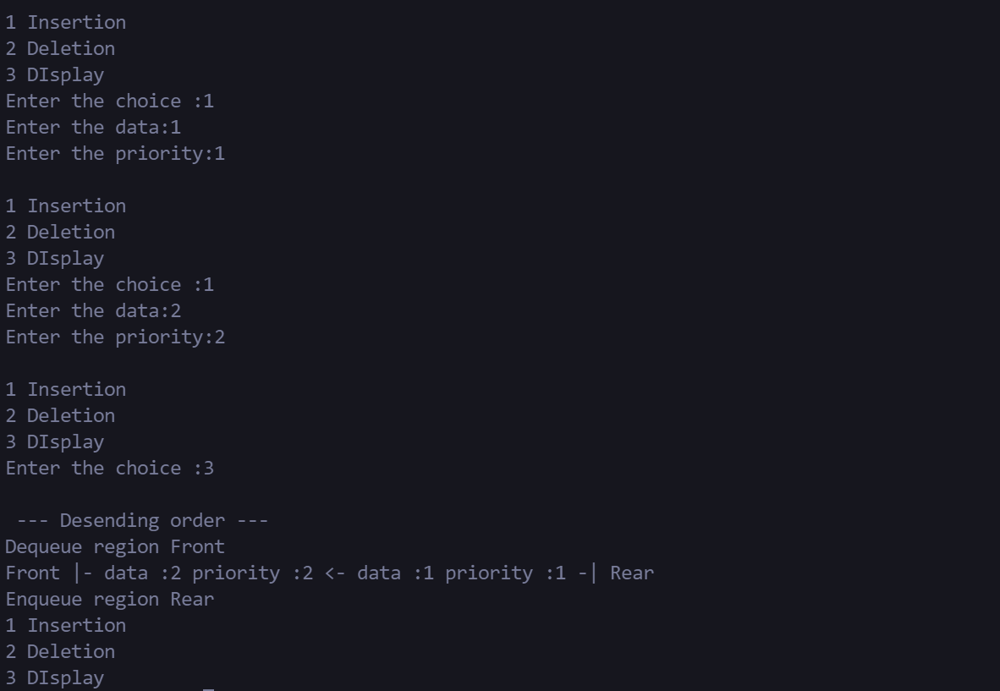 1 Insertion
2 Deletion
3 DIsplay
Enter the choice :1
Enter the data:1
Enter the priority:1
1 Insertion
2 Deletion
3 DIsplay
Enter the choice :1
Enter the data:2
Enter the priority:2
1 Insertion
2 Deletion
3 DIsplay
Enter the choice :3
--- Desending order ---
Dequeue region Front
Front |- data :2 priority :2 <- data :1 priority :1 -| Rear
Enqueue region Rear
1 Insertion
2 Deletion
3 DIsplay